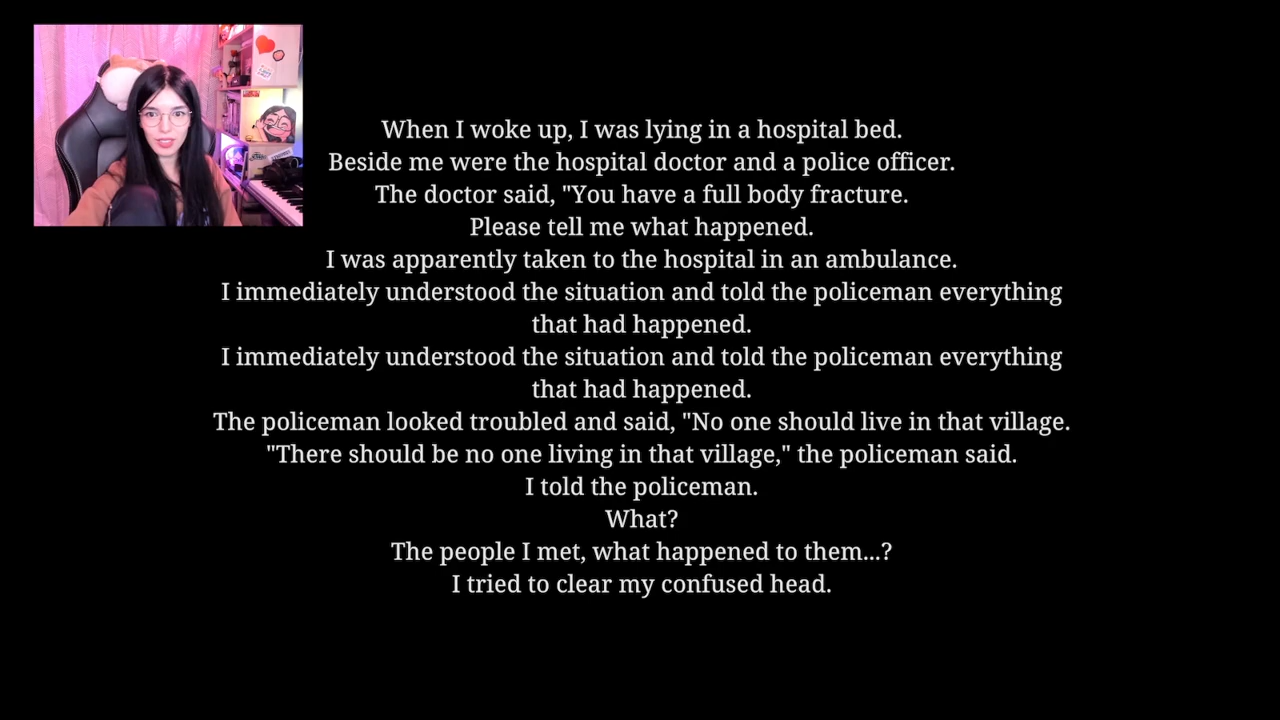 When I woke up, I was lying in a hospital bed.
Beside me were the hospital doctor and a police officer.
The doctor said, "You have a full body fracture.
Please tell me what happened.
I was apparently taken to the hospital in an ambulance.
I immediately understood the situation and told the policeman everything
that had happened.
I immediately understood the situation and told the policeman everything
that had happened.
The policeman looked troubled and said, "No one should live in that village.
"There should be no one living in that village," the policeman said.
I told the policeman.
What?
The people I met, what happened to them...?
I tried to clear my confused head.